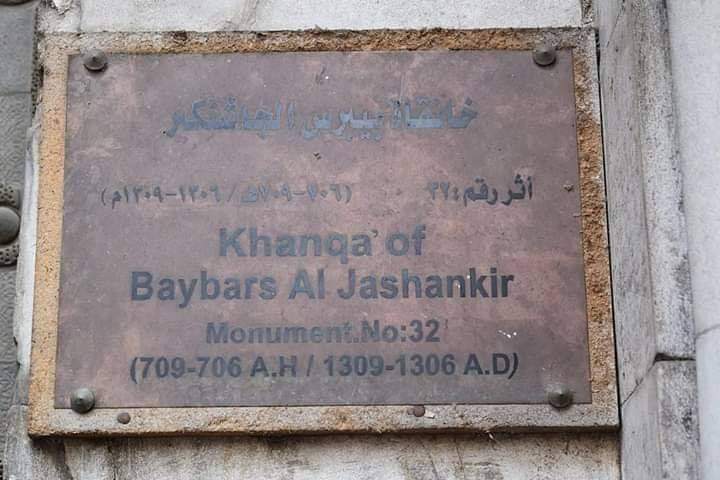 خانقاة بيبرس الجاشنكر
أثر رقم: ٣٢ (٧٠٦-٧٠٩هـ / ١٣٠٦-١٣٠٩م)
Khanqa' of
Baybars Al Jashankir
Monument.No:32
(709-706 A.H / 1309-1306 A.D)